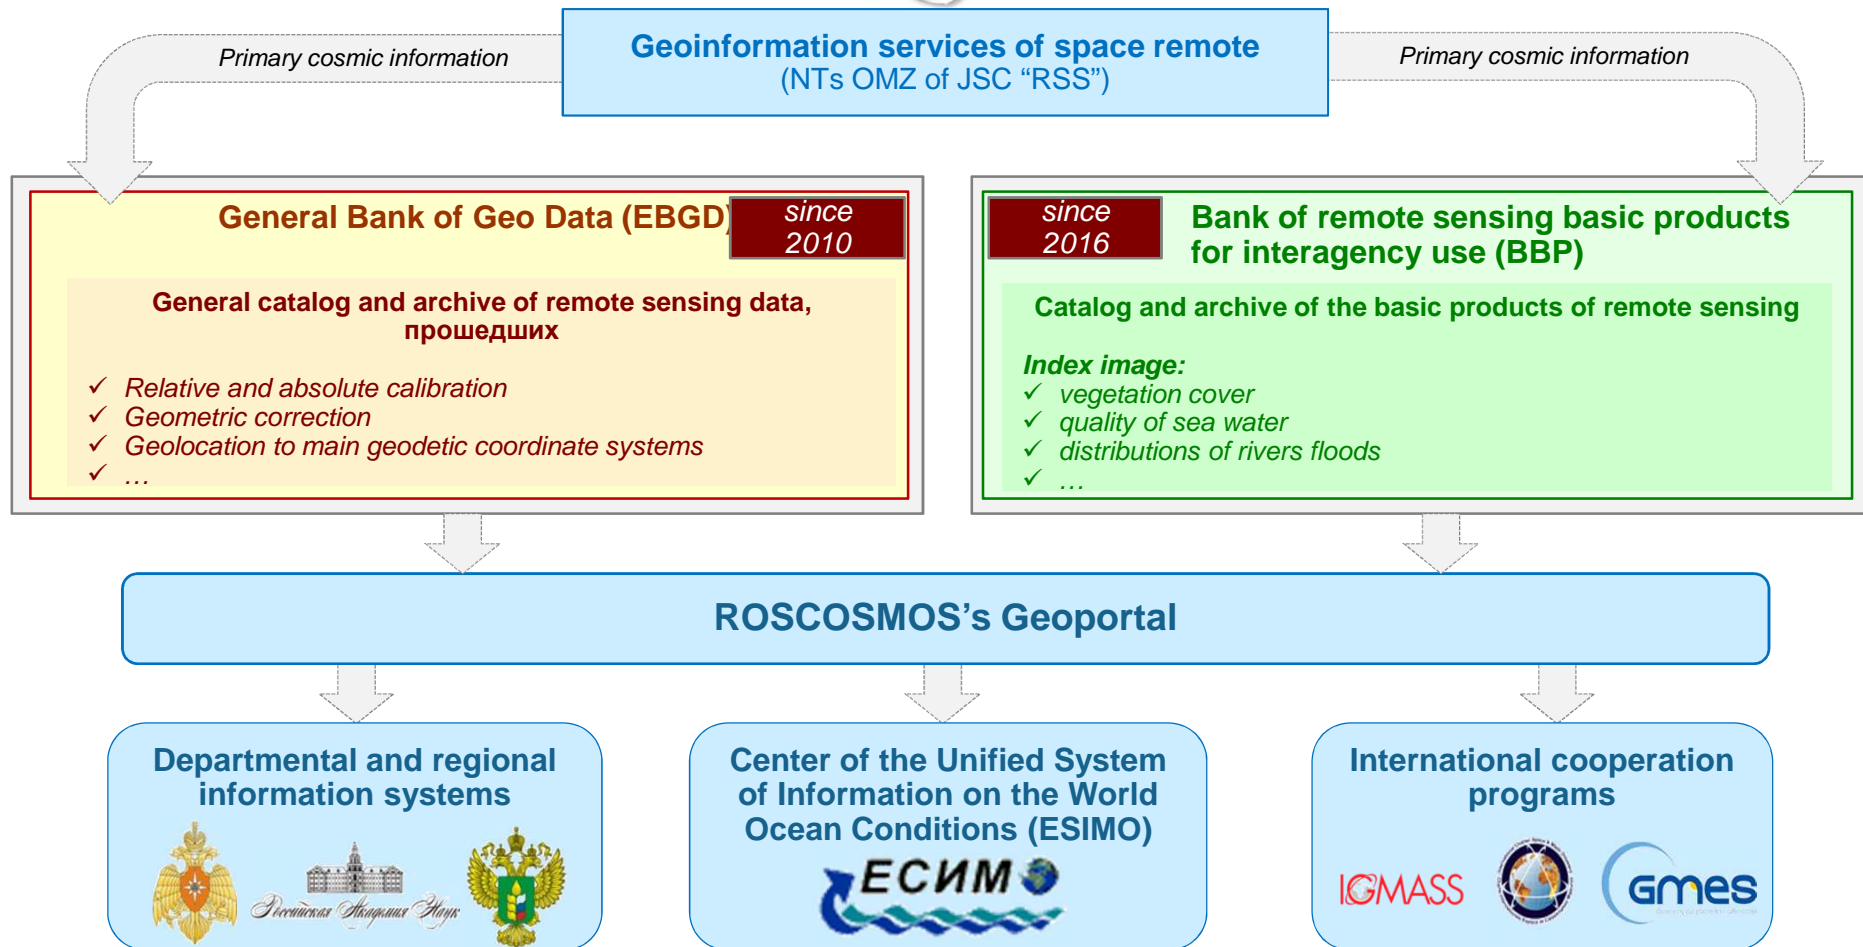 Primary cosmic information
Geoinformation services of space remote
(NTs OMZ of JSC “RSS”)
Primary cosmic information
General Bank of Geo Data (EBGD)
since
2010
General catalog and archive of remote sensing data,
прошедших
✓ Relative and absolute calibration
✓ Geometric correction
✓ Geolocation to main geodetic coordinate systems
✓ …
since
2016
Bank of remote sensing basic products
for interagency use (BBP)
Catalog and archive of the basic products of remote sensing
Index image:
✓ vegetation cover
✓ quality of sea water
✓ distributions of rivers floods
✓ …
ROSCOSMOS’s Geoportal
Departmental and regional
information systems
Российская Академия Наук
Center of the Unified System
of Information on the World
Ocean Conditions (ESIMO)
ЕСИМО
International cooperation
programs
IGMASS
GMES